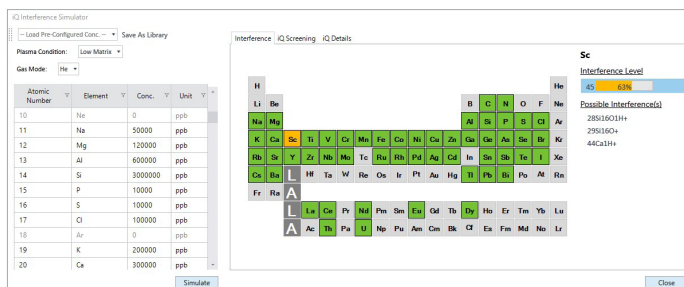 iQ Interference Simulator
-- Load Pre-Configured Conc. -- Save As Library
Plasma Condition: Low Matrix
Gas Mode: He
Atomic Number Element Conc. Unit
10 Ne 0 ppb
11 Na 50000 ppb
12 Mg 120000 ppb
13 Al 600000 ppb
14 Si 3000000 ppb
15 P 10000 ppb
16 S 10000 ppb
17 Cl 100000 ppb
18 Ar 0 ppb
19 K 200000 ppb
20 Ca 300000 ppb
Simulate
Interference iQ Screening iQ Details
H He
Li Be B C N O F Ne
Na Mg Al Si P S Cl Ar
K Ca Sc Ti V Cr Mn Fe Co Ni Cu Zn Ga Ge As Se Br Kr
Rb Sr Y Zr Nb Mo Tc Ru Rh Pd Ag Cd In Sn Sb Te I Xe
Cs Ba L Hf Ta W Re Os Ir Pt Au Hg Tl Pb Bi Po At Rn
Fr Ra A
L La Ce Pr Nd Pm Sm Eu Gd Tb Dy Ho Er Tm Yb Lu
A Ac Th Pa U Np Pu Am Cm Bk Cf Es Fm Md No Lr
Sc
Interference Level
45 63%
Possible Interference(s)
28Si16O1H+
29Si16O+
44Ca1H+
Close